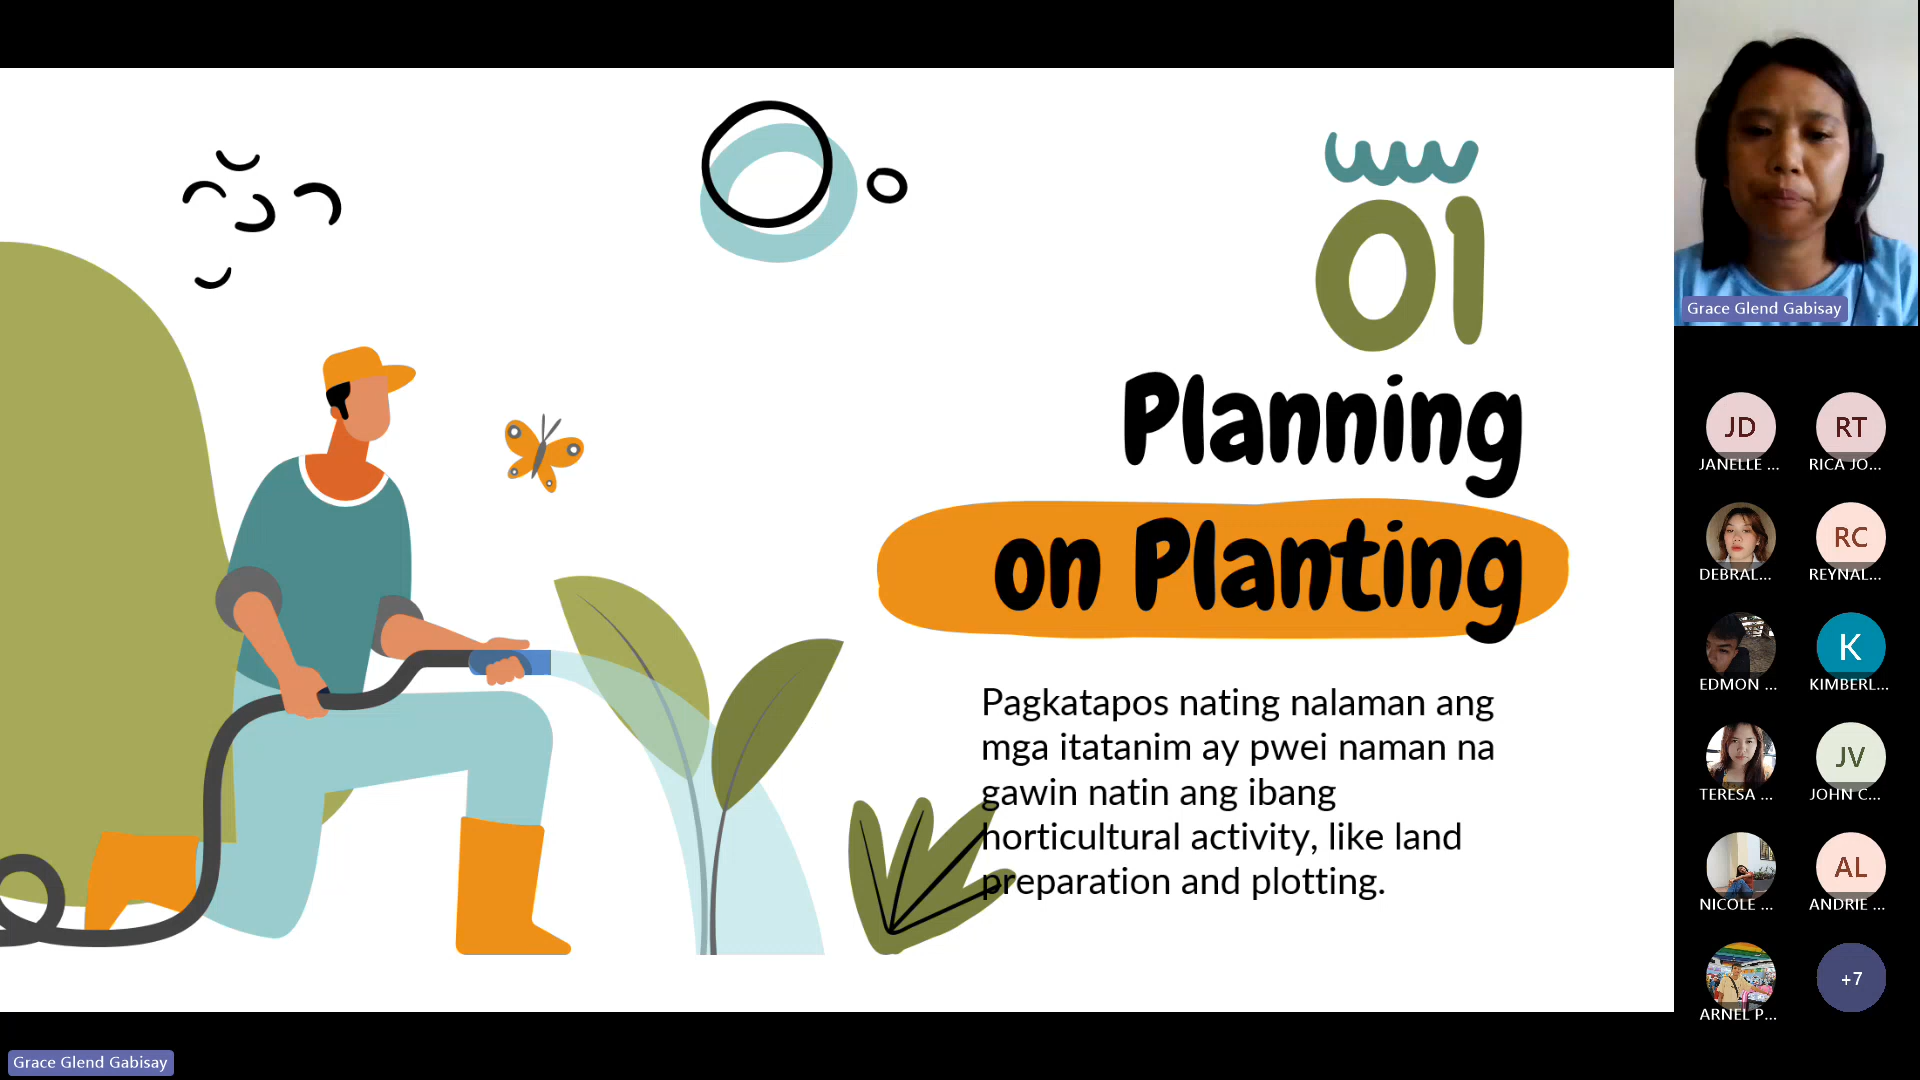 01
Planning
on Planting
Pagkatapos nating nalaman ang
mga itatanim ay pwei naman na
gawin natin ang ibang
horticultural activity, like land
preparation and plotting.
Grace Glend Gabisay
JD
JANELLE ...
RT
RICA JO...
DEBRAL...
RC
REYNAL...
EDMON ...
K
KIMBERL...
TERESA ...
JV
JOHN C...
NICOLE ...
AL
ANDRIE ...
ARNEL P...
+7
Grace Glend Gabisay